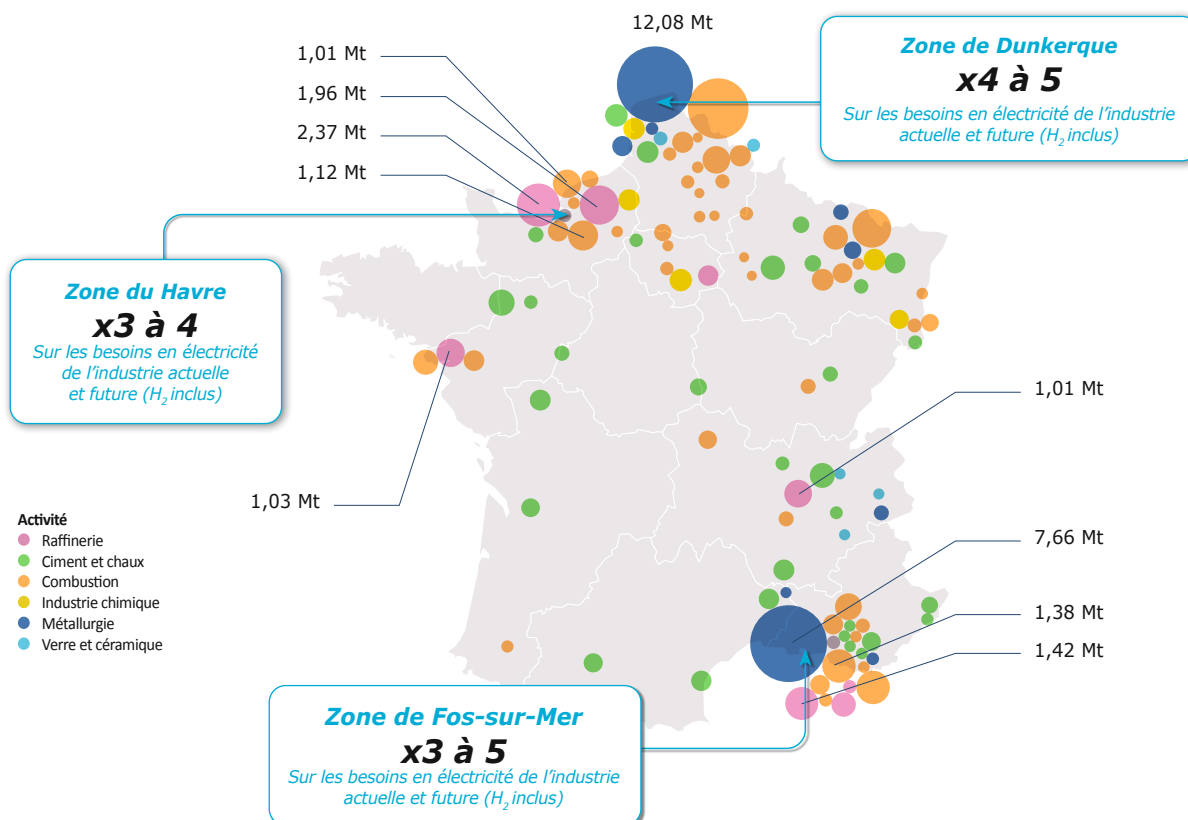 12,08 Mt
1,01 Mt
1,96 Mt
2,37 Mt
1,12 Mt
Zone de Dunkerque
x4 à 5
Sur les besoins en électricité de l'industrie
actuelle et future (H₂ inclus)
Zone du Havre
x3 à 4
Sur les besoins en électricité
de l'industrie actuelle
et future (H₂ inclus)
1,01 Mt
1,03 Mt
7,66 Mt
1,38 Mt
1,42 Mt
Activité
Raffinerie
Ciment et chaux
Combustion
Industrie chimique
Métallurgie
Verre et céramique
Zone de Fos-sur-Mer
x3 à 5
Sur les besoins en électricité de l'industrie
actuelle et future (H₂ inclus)